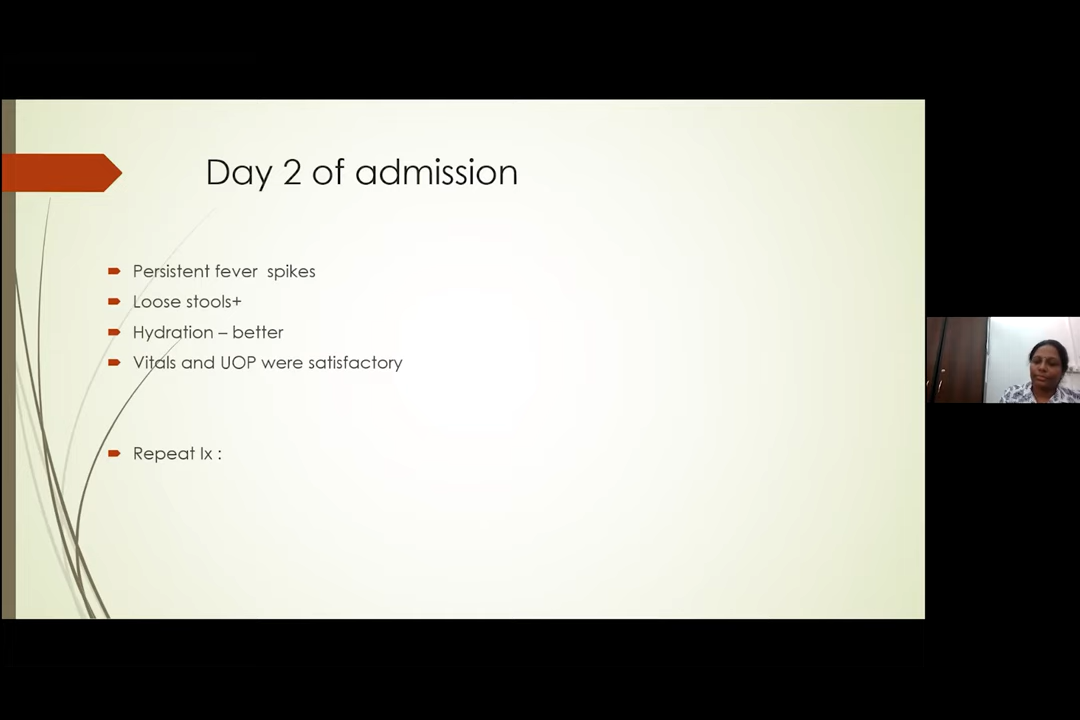 Day 2 of admission
Persistent fever spikes
Loose stools+
Hydration – better
Vitals and UOP were satisfactory
Repeat Ix :